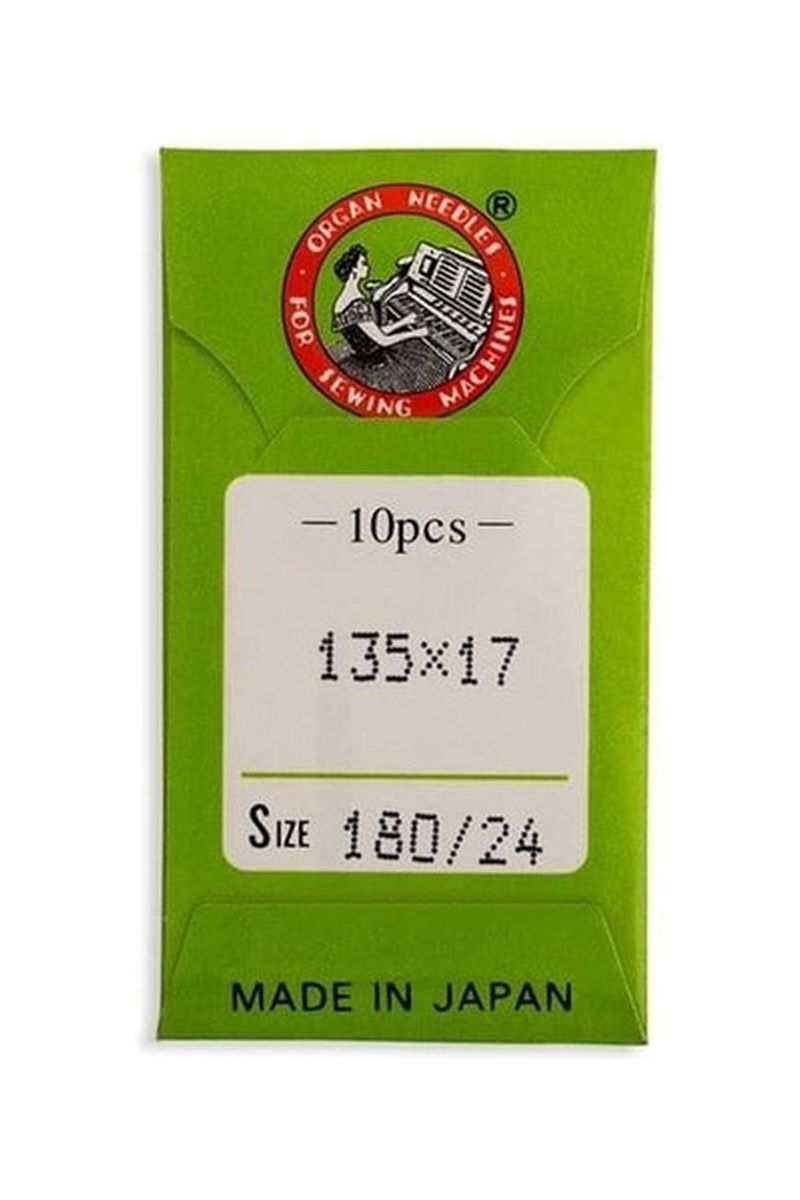 ORGAN NEEDLES ®
· FOR SEWING MACHINES ·
— 10pcs —
135×17
SIZE 180/24
MADE IN JAPAN